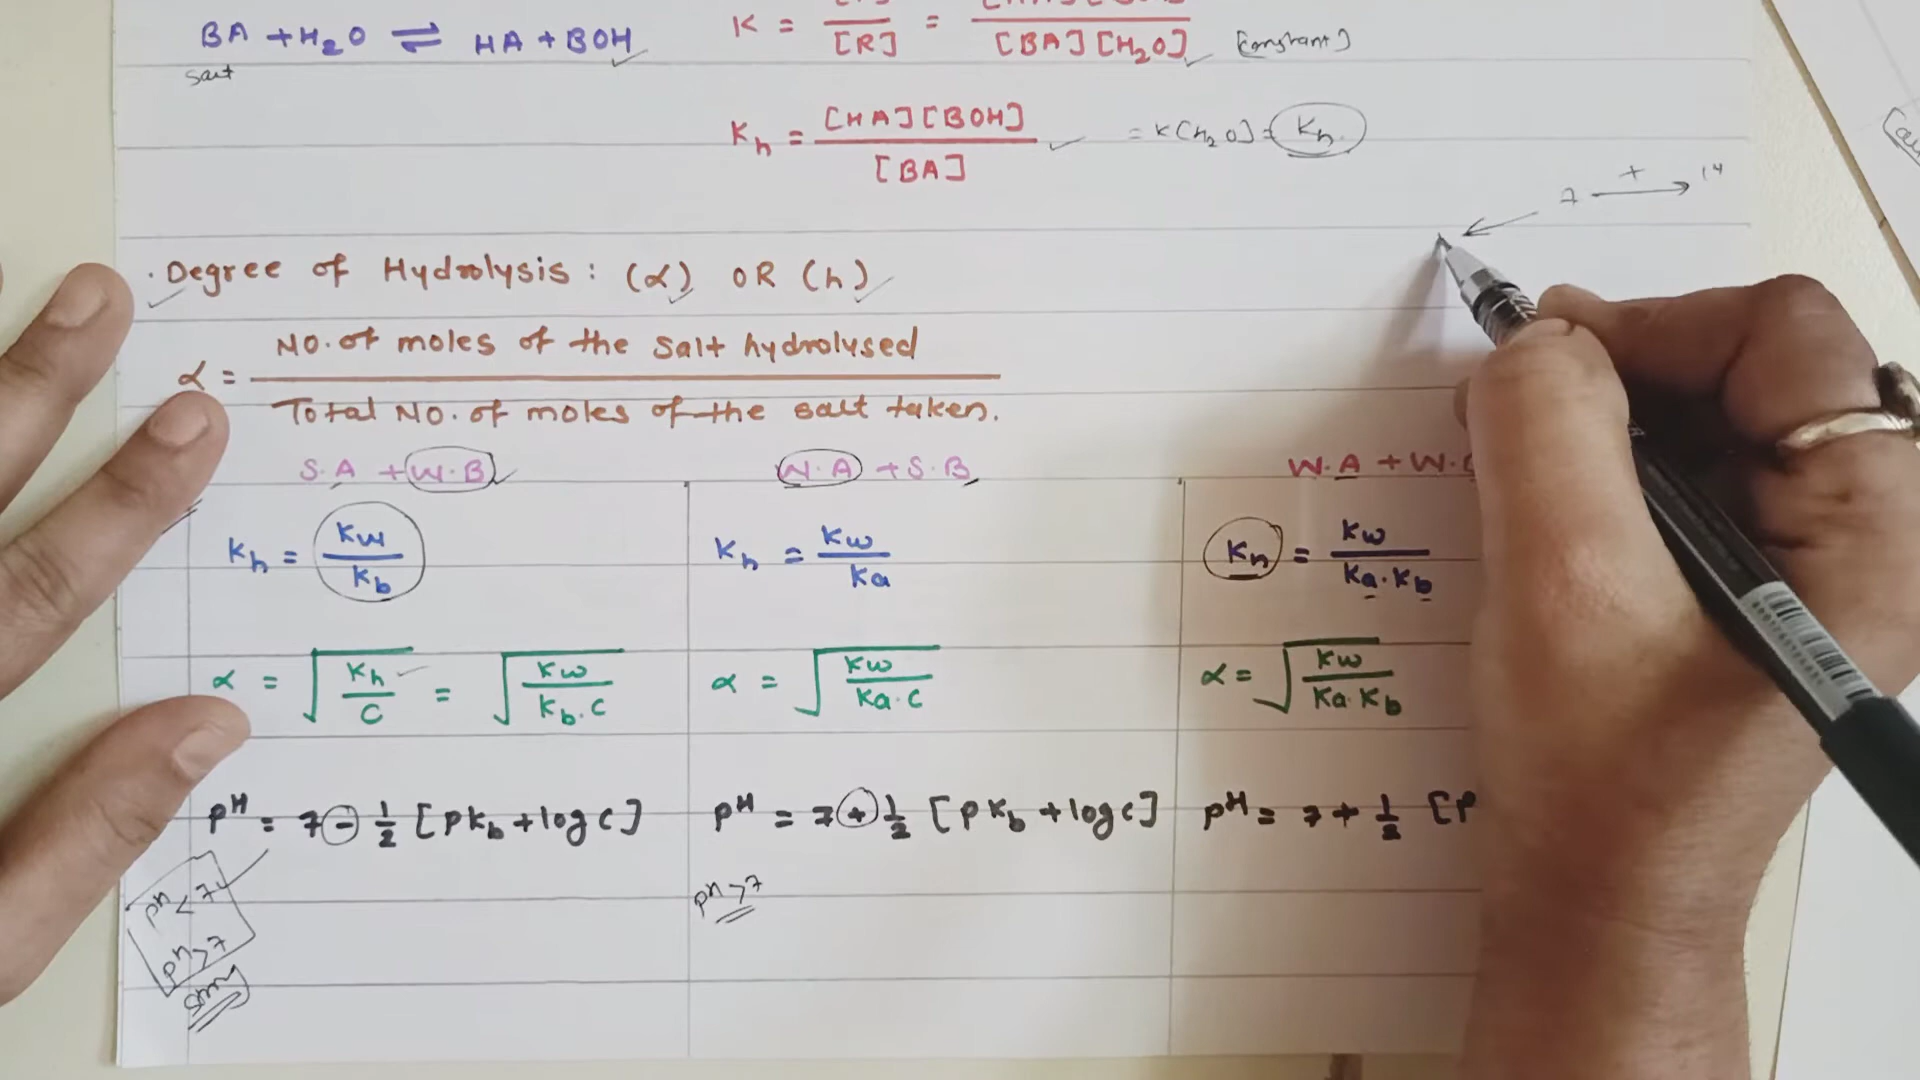 BA + H₂O ⇌ HA + BOH
salt
K = [R] = [BA][H₂O] [constant]
Kh = [HA][BOH] / [BA] = K[H₂O] = Kh
7 + → 14
Degree of Hydrolysis: (α) OR (h)
α = No. of moles of the salt hydrolysed / Total No. of moles of the salt taken.
S.A + W.B W.A + S.B W.A + W.
Kh = Kw / Kb Kh = Kw / Ka Kh = Kw / Ka.Kb
α = √(Kh / C) = √(Kw / Kb.C) α = √(Kw / Ka.C) α = √(Kw / Ka.Kb)
pH = 7 - 1/2 [PKb + log C] pH = 7 + 1/2 [PKb + log C] pH = 7 + 1/2 [P
pH < 7 pH > 7
pH > 7